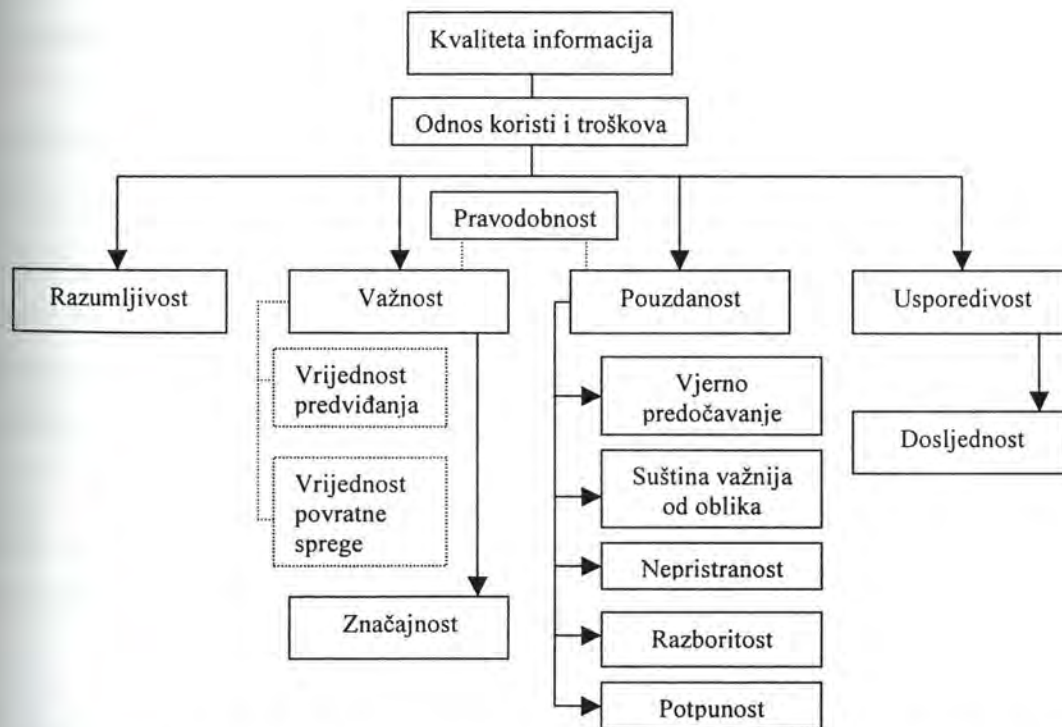 Kvaliteta informacija
Odnos koristi i troškova
Pravodobnost
Razumljivost
Važnost
Pouzdanost
Usporedivost
Vrijednost
predviđanja
Vrijednost
povratne
sprege
Značajnost
Vjerno
predočavanje
Suština važnija
od oblika
Nepristranost
Razboritost
Potpunost
Dosljednost